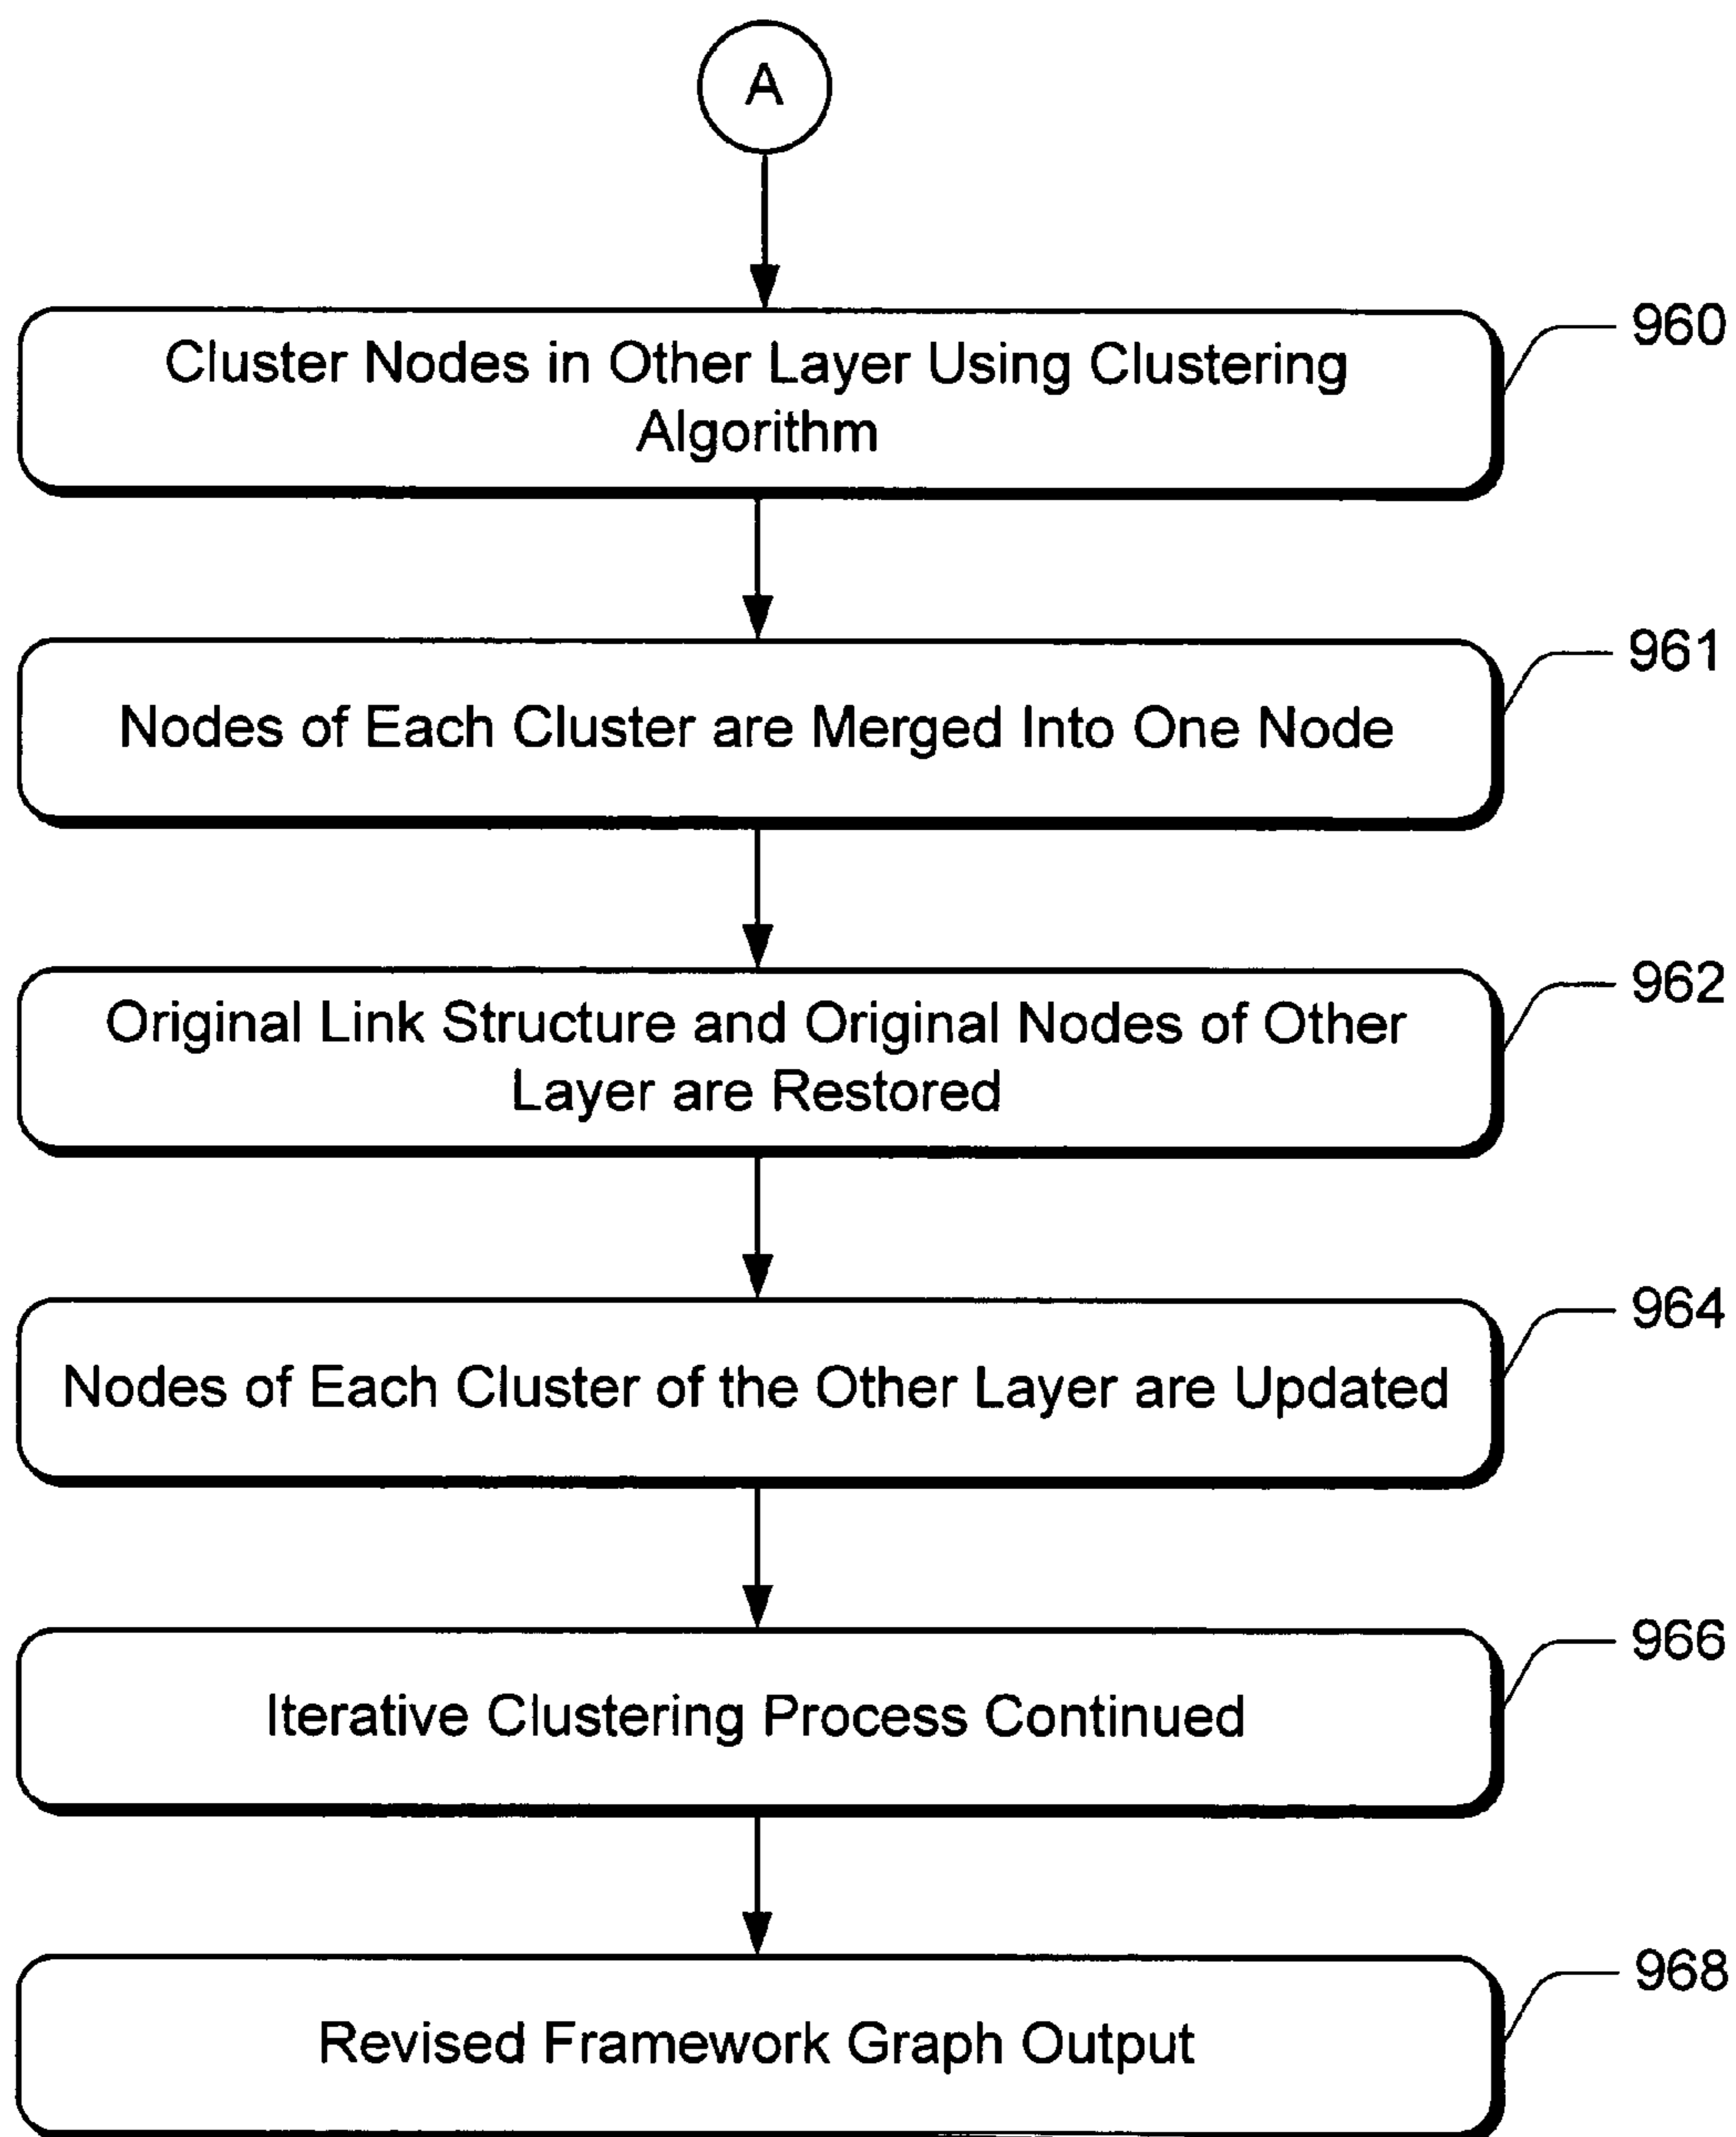 A
Cluster Nodes in Other Layer Using Clustering
Algorithm
960
Nodes of Each Cluster are Merged Into One Node
961
Original Link Structure and Original Nodes of Other
Layer are Restored
962
Nodes of Each Cluster of the Other Layer are Updated
964
Iterative Clustering Process Continued
966
Revised Framework Graph Output
968